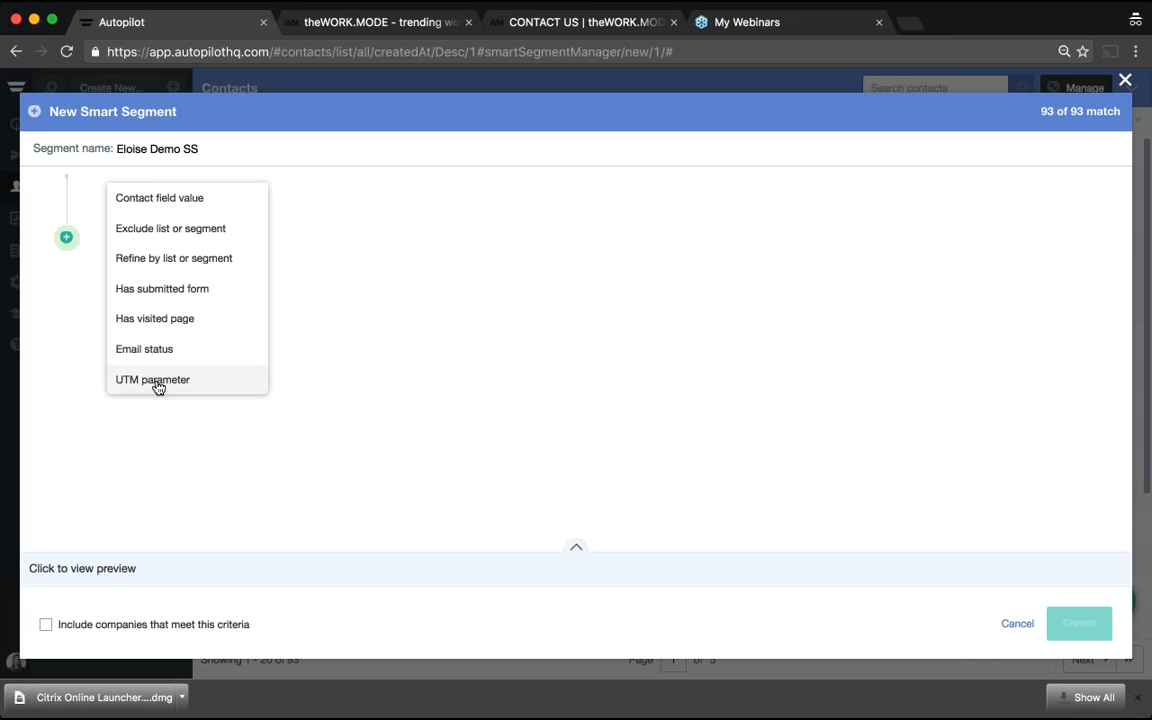 Autopilot
theWORK.MODE - trending wo
CONTACT US | theWORK.MOD
My Webinars
https://app.autopilothq.com/#contacts/list/all/createdAt/Desc/1#smartSegmentManager/new/1/#
Create New...
Contacts
Search contacts
Manage
New Smart Segment
93 of 93 match
Segment name: Eloise Demo SS
Contact field value
Exclude list or segment
Refine by list or segment
Has submitted form
Has visited page
Email status
UTM parameter
Click to view preview
Include companies that meet this criteria
Cancel
Create
Showing 1 - 20 of 93
Page 1 of 5
Next
Citrix Online Launcher....dmg
Show All